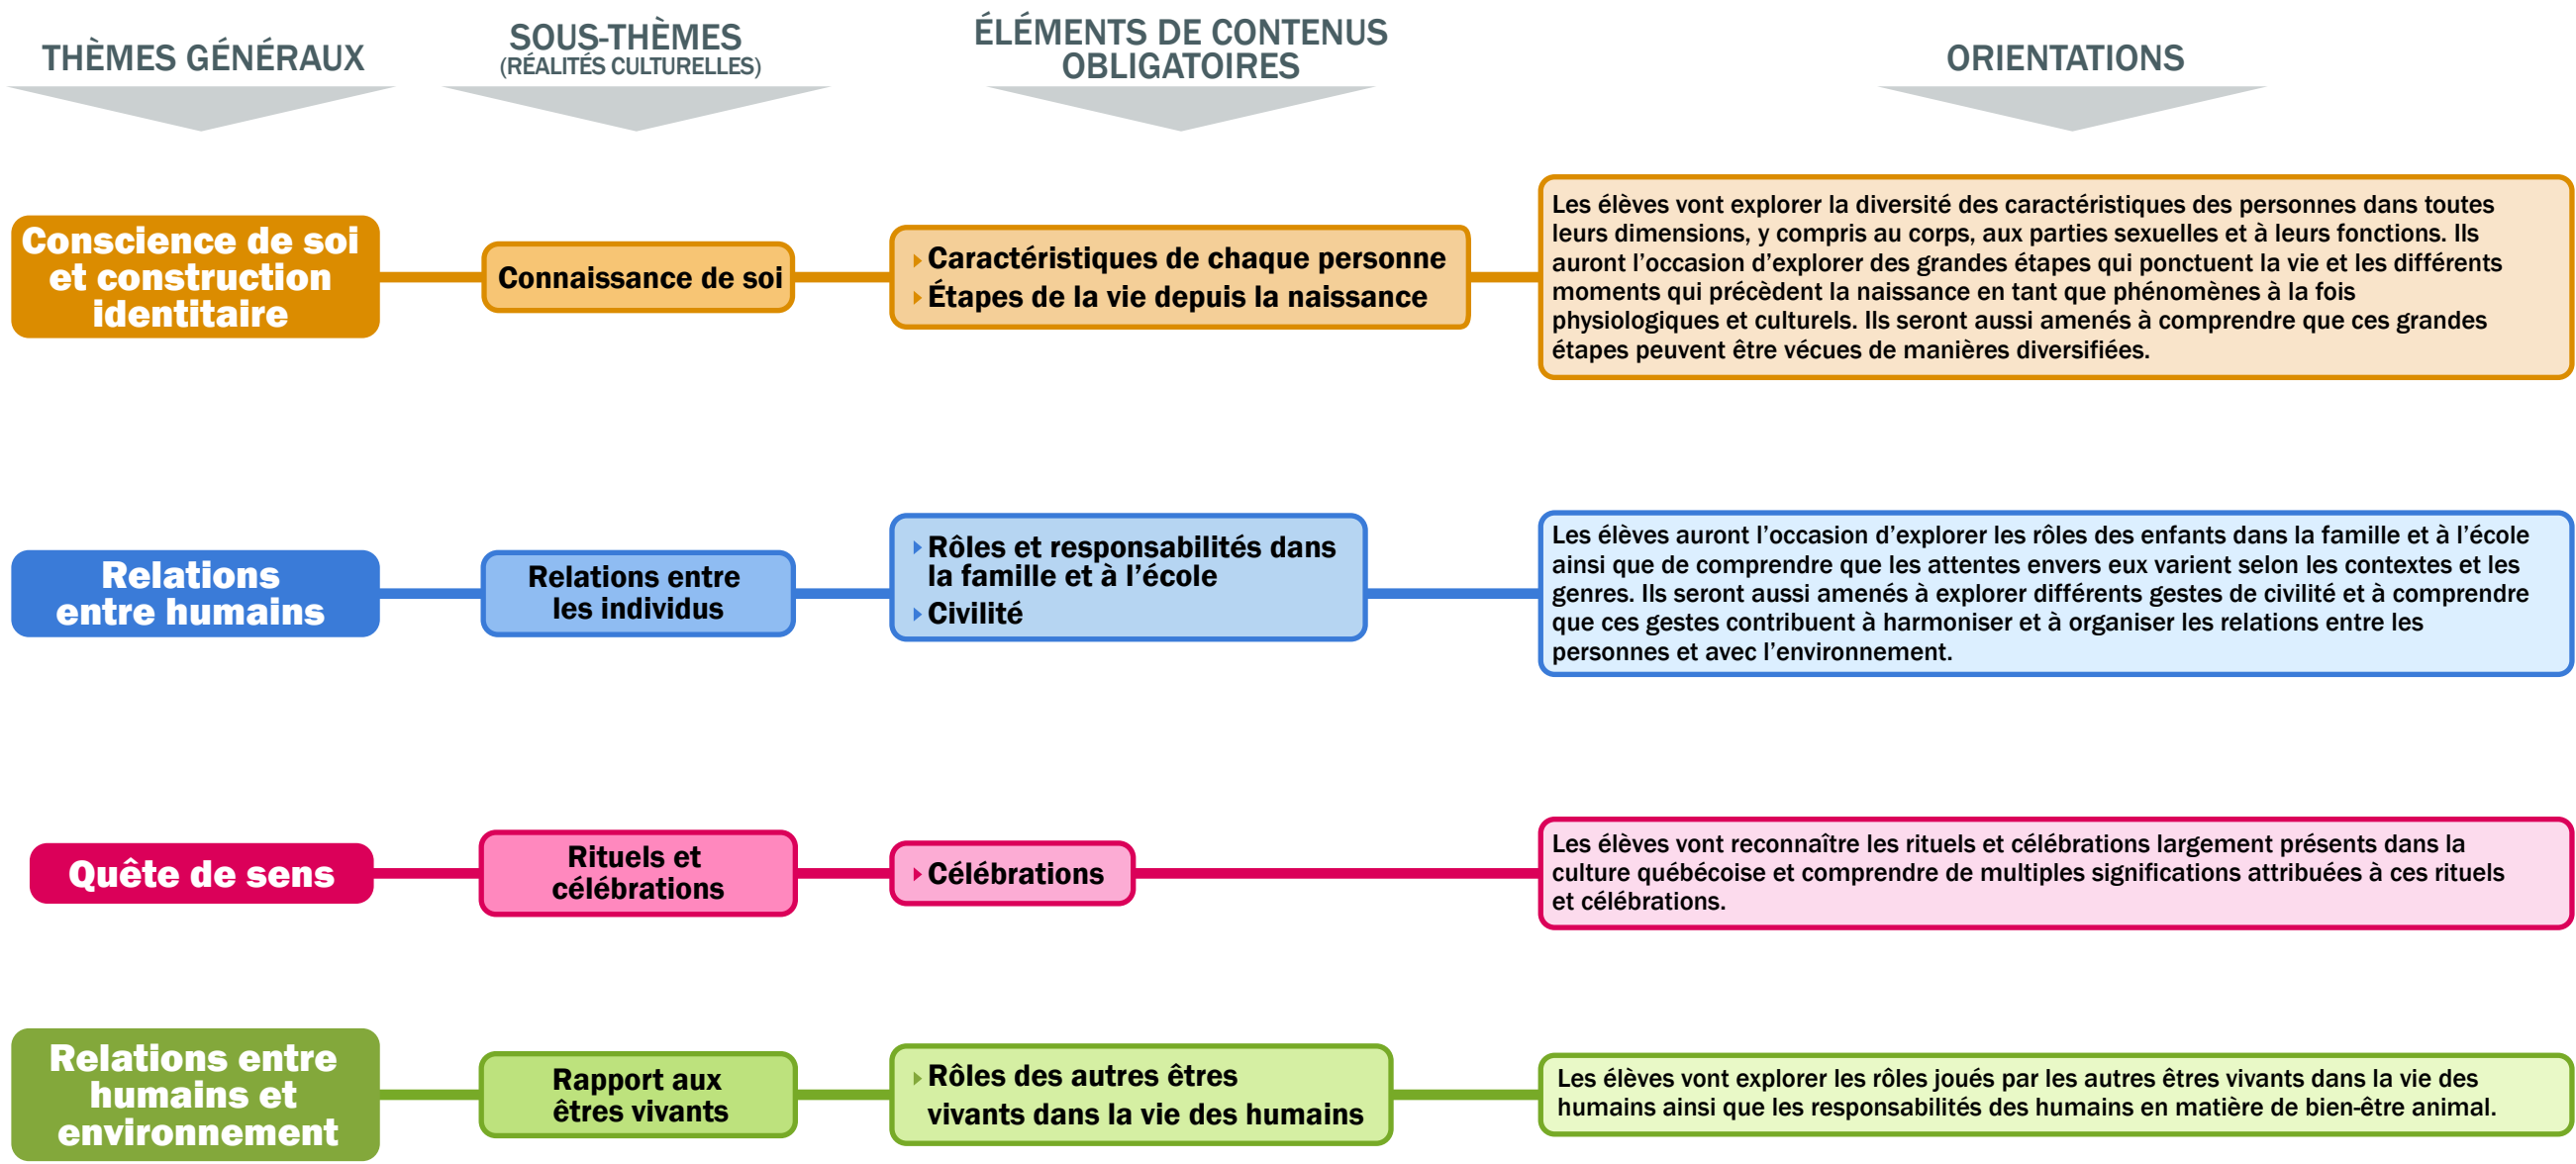 THÈMES GÉNÉRAUX
SOUS-THÈMES
(RÉALITÉS CULTURELLES)
ÉLÉMENTS DE CONTENUS
OBLIGATOIRES
ORIENTATIONS
Conscience de soi
et construction
identitaire
Connaissance de soi
Caractéristiques de chaque personne
Étapes de la vie depuis la naissance
Les élèves vont explorer la diversité des caractéristiques des personnes dans toutes
leurs dimensions, y compris au corps, aux parties sexuelles et à leurs fonctions. Ils
auront l’occasion d’explorer des grandes étapes qui ponctuent la vie et les différents
moments qui précèdent la naissance en tant que phénomènes à la fois
physiologiques et culturels. Ils seront aussi amenés à comprendre que ces grandes
étapes peuvent être vécues de manières diversifiées.
Relations
entre humains
Relations entre
les individus
Rôles et responsabilités dans
la famille et à l’école
Civilité
Les élèves auront l’occasion d’explorer les rôles des enfants dans la famille et à l’école
ainsi que de comprendre que les attentes envers eux varient selon les contextes et les
genres. Ils seront aussi amenés à explorer différents gestes de civilité et à comprendre
que ces gestes contribuent à harmoniser et à organiser les relations entre les
personnes et avec l’environnement.
Quête de sens
Rituels et
célébrations
Célébrations
Les élèves vont reconnaître les rituels et célébrations largement présents dans la
culture québécoise et comprendre de multiples significations attribuées à ces rituels
et célébrations.
Relations entre
humains et
environnement
Rapport aux
êtres vivants
Rôles des autres êtres
vivants dans la vie des humains
Les élèves vont explorer les rôles joués par les autres êtres vivants dans la vie des
humains ainsi que les responsabilités des humains en matière de bien-être animal.